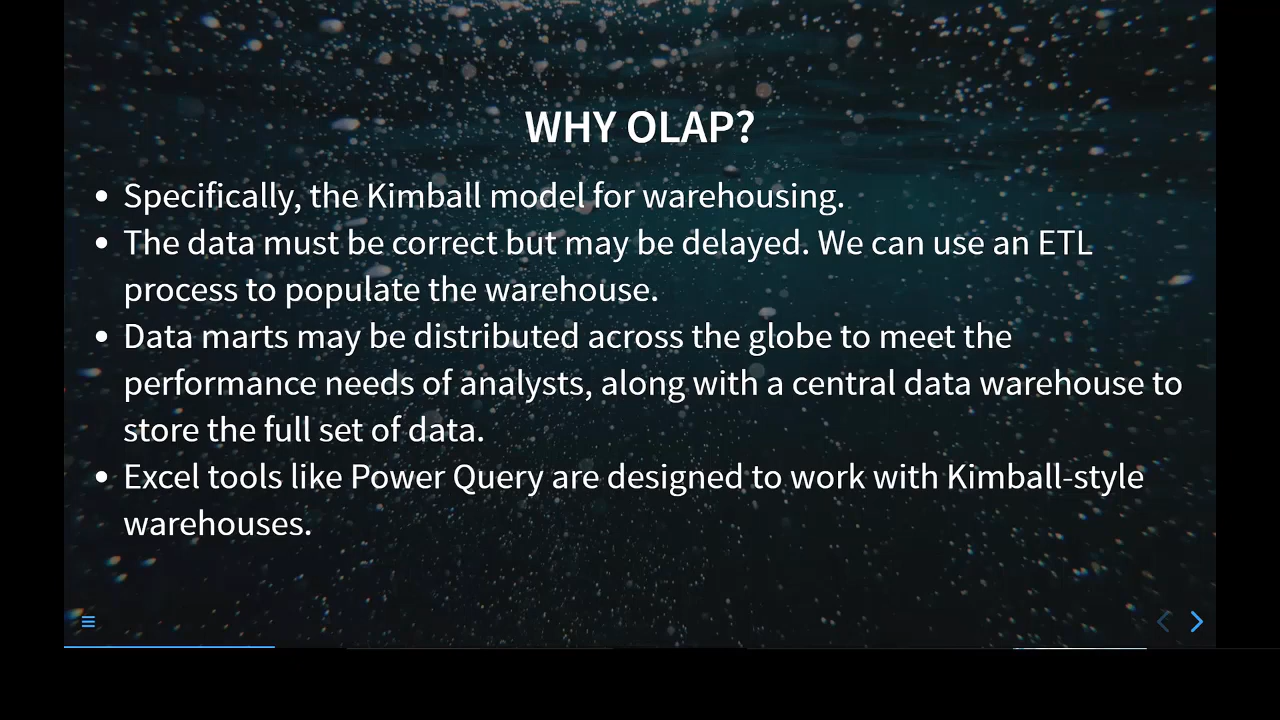 WHY OLAP?
• Specifically, the Kimball model for warehousing.
• The data must be correct but may be delayed. We can use an ETL
process to populate the warehouse.
• Data marts may be distributed across the globe to meet the
performance needs of analysts, along with a central data warehouse to
store the full set of data.
• Excel tools like Power Query are designed to work with Kimball-style
warehouses.